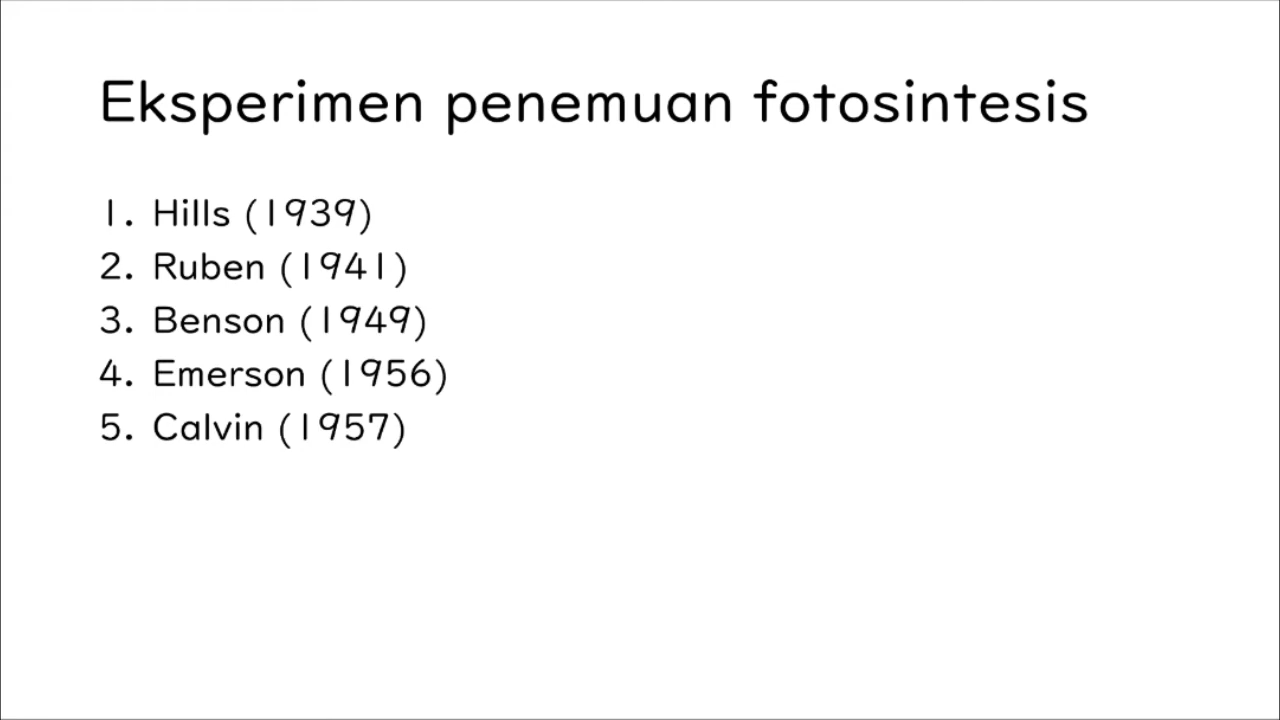 Eksperimen penemuan fotosintesis
1. Hills (1939)
2. Ruben (1941)
3. Benson (1949)
4. Emerson (1956)
5. Calvin (1957)